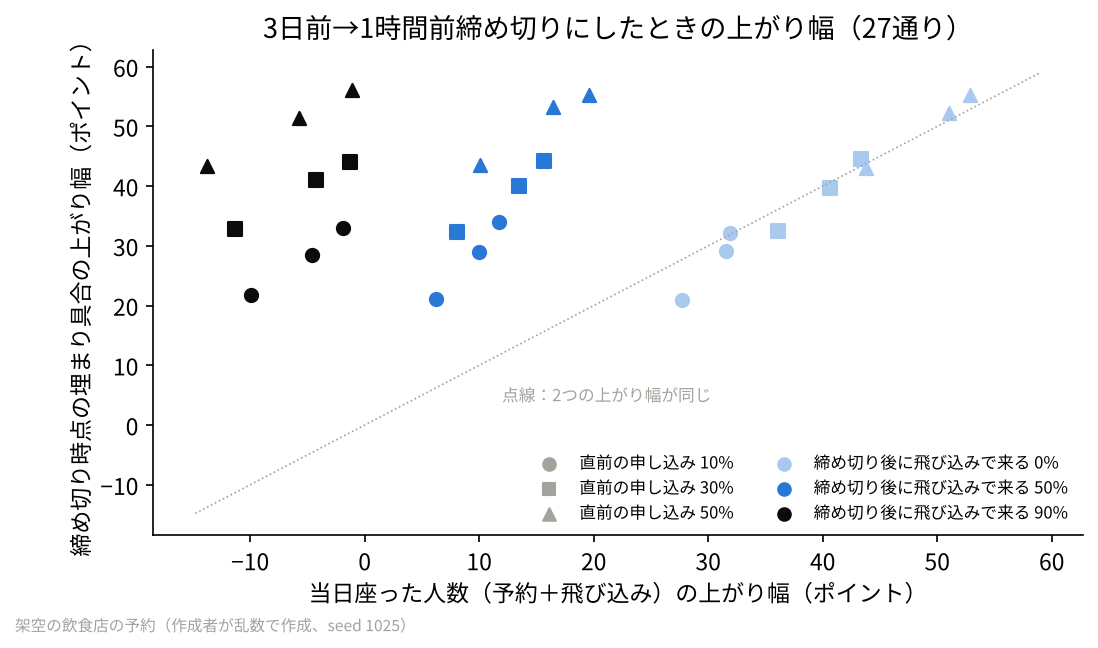 3日前→1時間前締め切りにしたときの上がり幅（27通り）
締め切り時点の埋まり具合の上がり幅（ポイント）
60
50
40
30
20
10
0
−10
点線：2つの上がり幅が同じ
直前の申し込み 10%
直前の申し込み 30%
直前の申し込み 50%
締め切り後に飛び込みで来る 0%
締め切り後に飛び込みで来る 50%
締め切り後に飛び込みで来る 90%
−10 0 10 20 30 40 50 60
当日座った人数（予約＋飛び込み）の上がり幅（ポイント）
架空の飲食店の予約（作成者が乱数で作成、seed 1025）